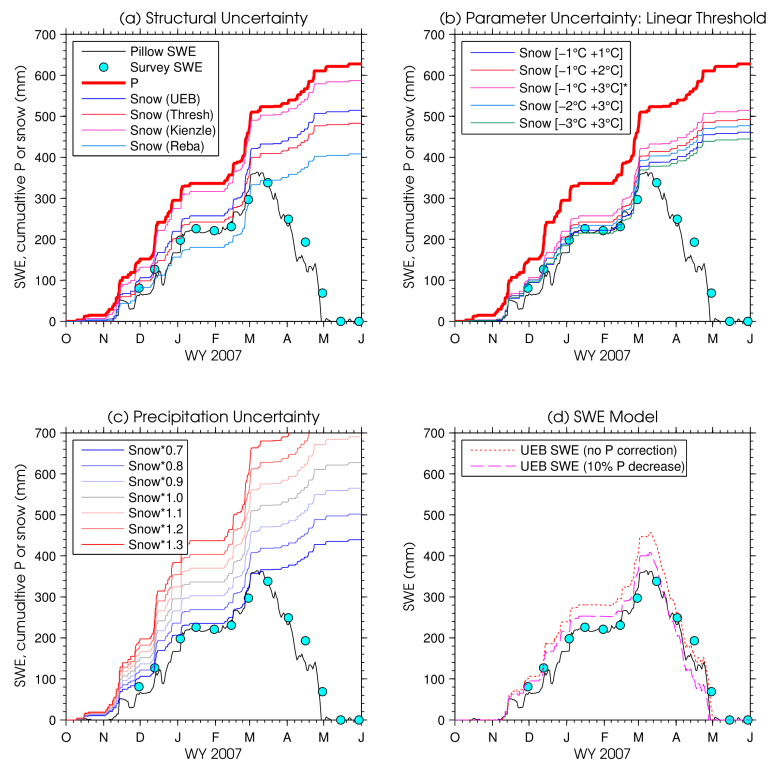 (a) Structural Uncertainty
SWE, cumualtive P or snow (mm)
700
600
500
400
300
200
100
0
Pillow SWE
Survey SWE
P
Snow (UEB)
Snow (Thresh)
Snow (Kienzle)
Snow (Reba)
O N D J F M A M J
WY 2007
(b) Parameter Uncertainty: Linear Threshold
SWE, cumualtive P or snow (mm)
700
600
500
400
300
200
100
0
Snow [−1°C +1°C]
Snow [−1°C +2°C]
Snow [−1°C +3°C]*
Snow [−2°C +3°C]
Snow [−3°C +3°C]
O N D J F M A M J
WY 2007
(c) Precipitation Uncertainty
SWE, cumualtive P or snow (mm)
700
600
500
400
300
200
100
0
Snow*0.7
Snow*0.8
Snow*0.9
Snow*1.0
Snow*1.1
Snow*1.2
Snow*1.3
O N D J F M A M J
WY 2007
(d) SWE Model
SWE (mm)
700
600
500
400
300
200
100
0
UEB SWE (no P correction)
UEB SWE (10% P decrease)
O N D J F M A M J
WY 2007